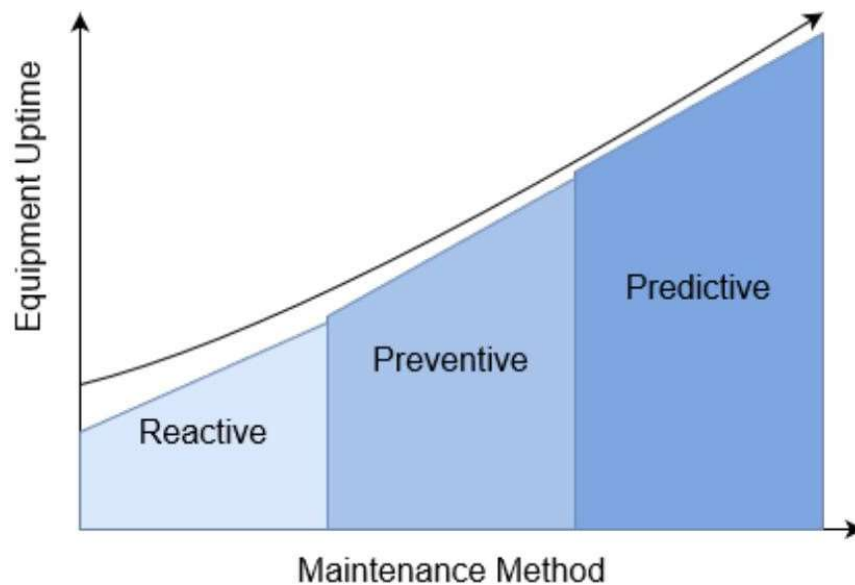 Equipment Uptime
Reactive
Preventive
Predictive
Maintenance Method